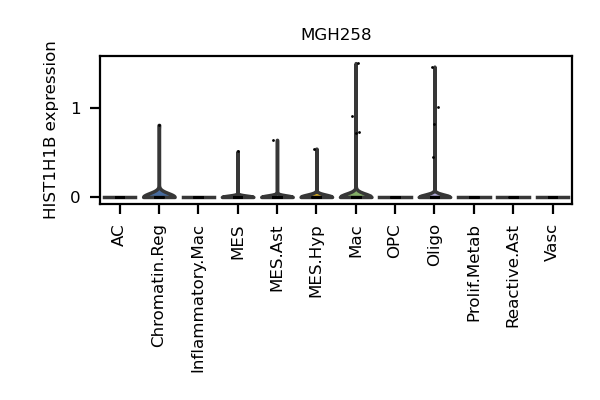 MGH258
HIST1H1B expression
1
0
AC
Chromatin.Reg
Inflammatory.Mac
MES
MES.Ast
MES.Hyp
Mac
OPC
Oligo
Prolif.Metab
Reactive.Ast
Vasc